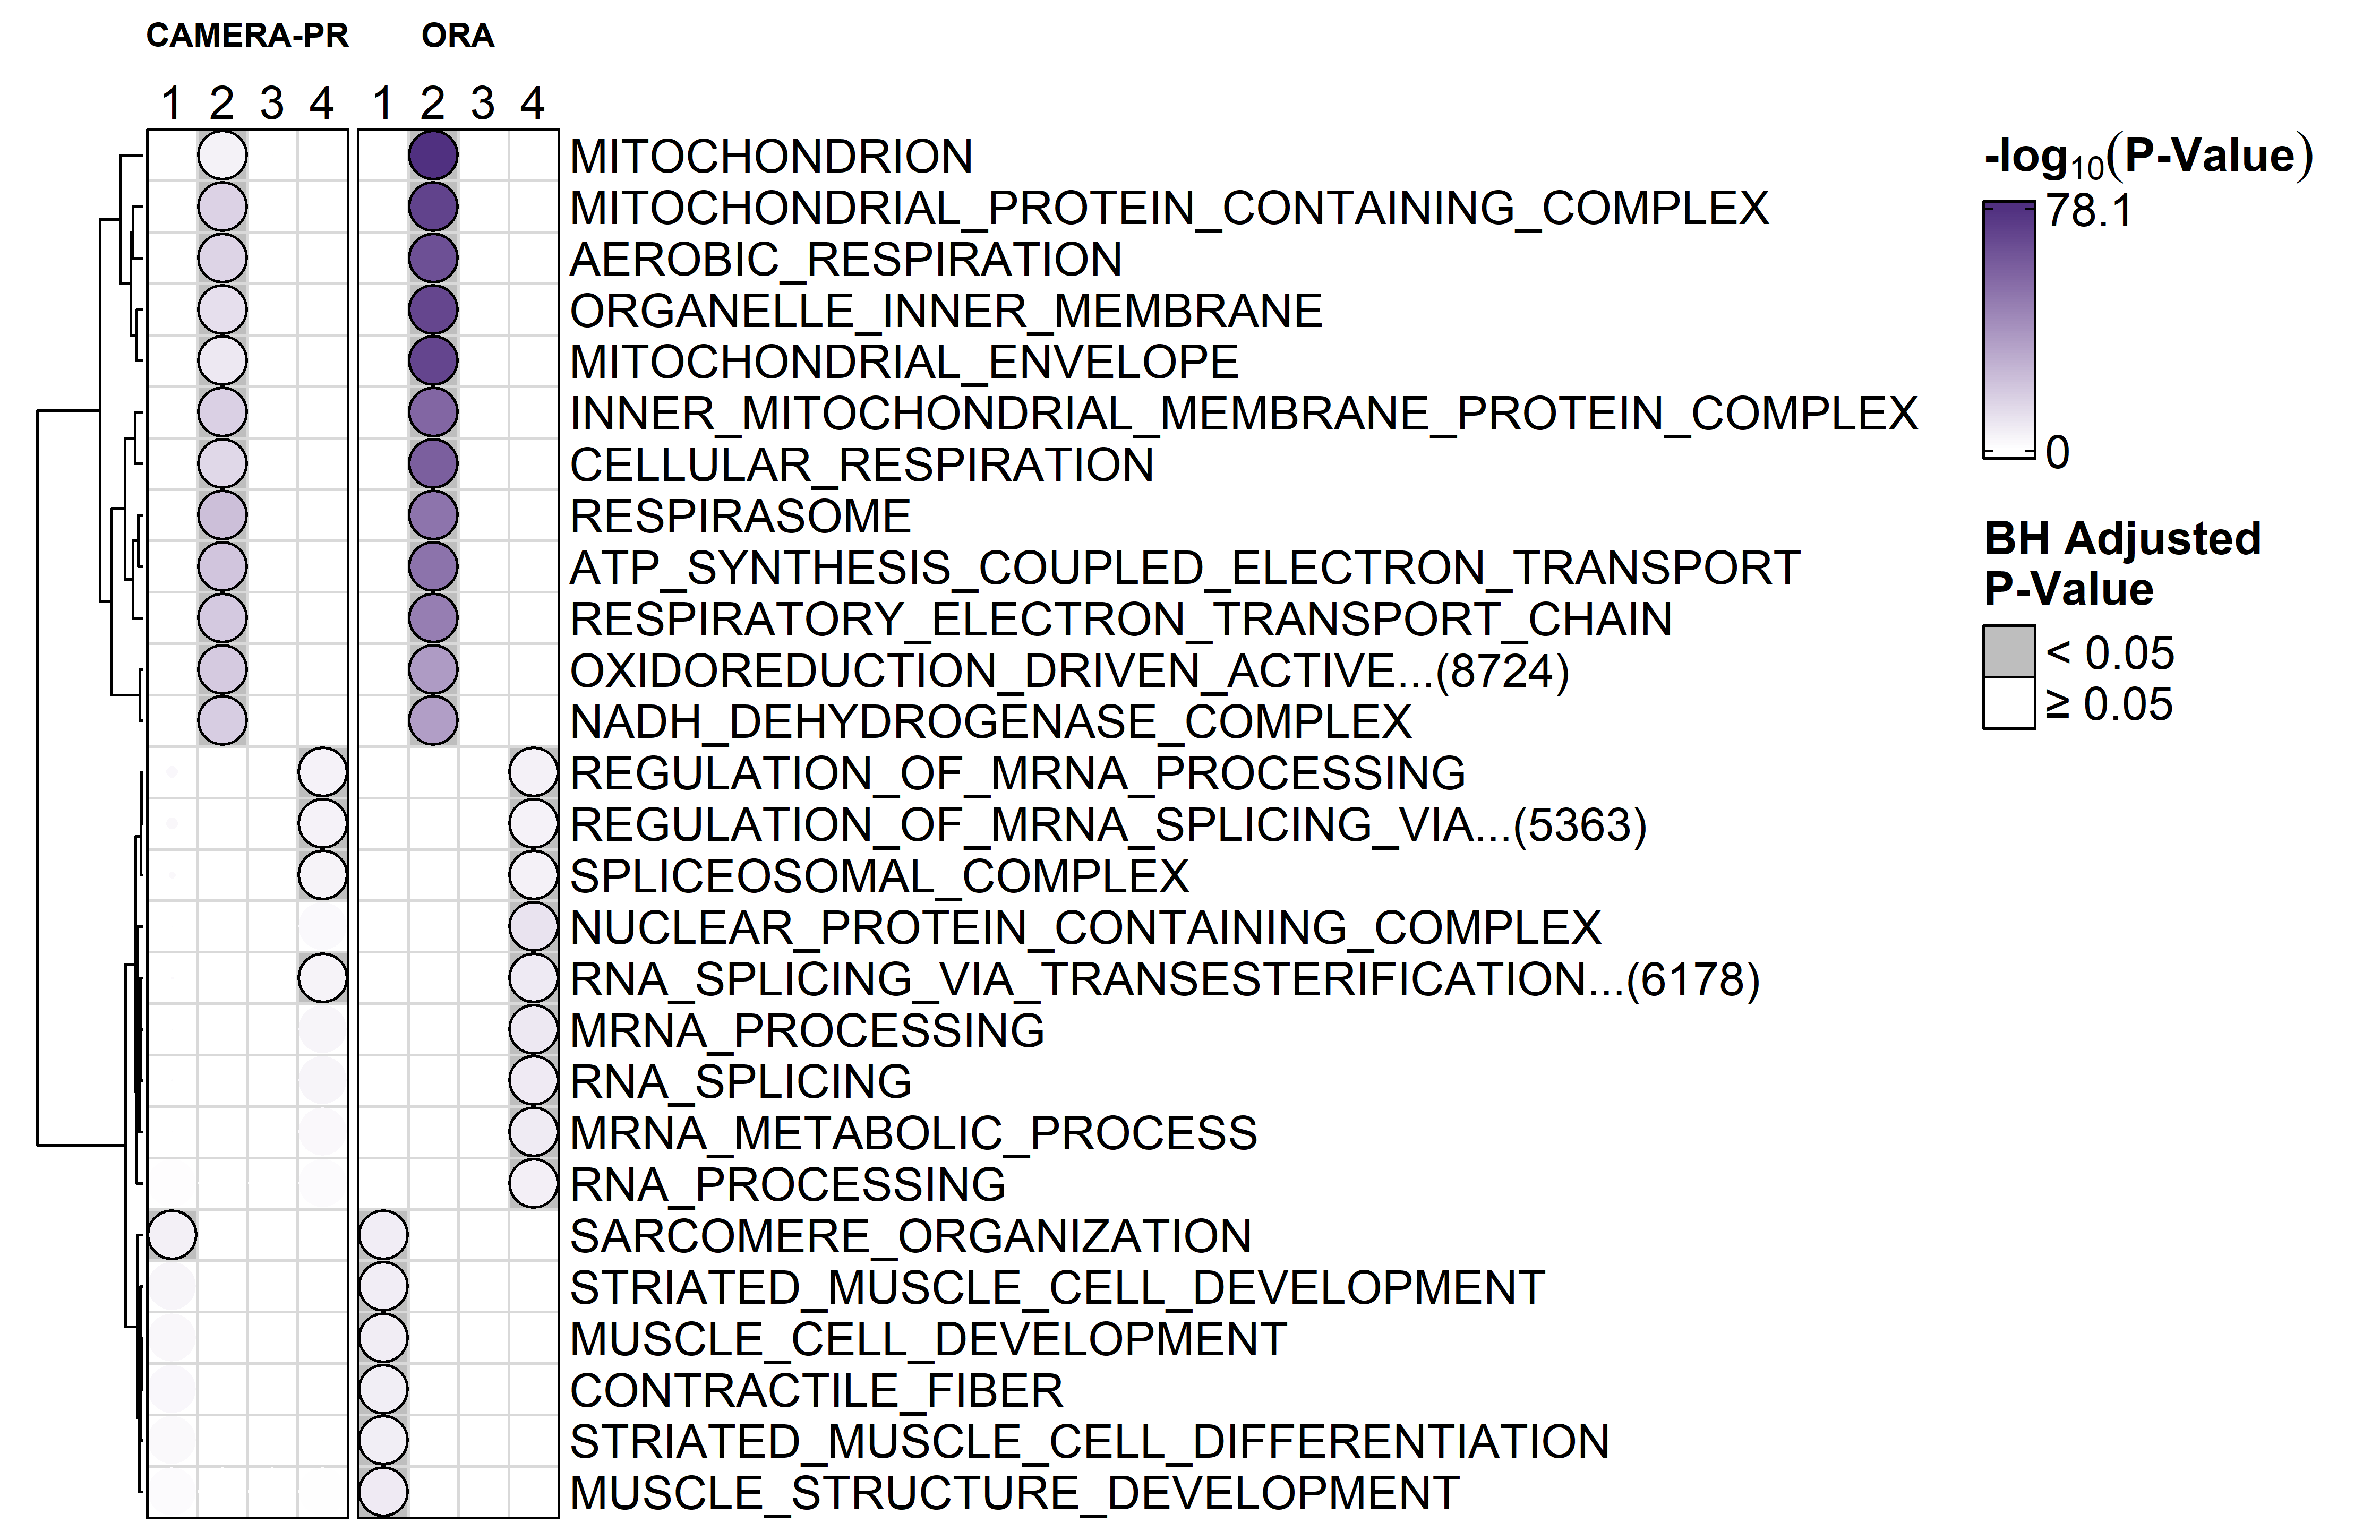 CAMERA-PR ORA
1 2 3 4 1 2 3 4
MITOCHONDRION
MITOCHONDRIAL_PROTEIN_CONTAINING_COMPLEX
AEROBIC_RESPIRATION
ORGANELLE_INNER_MEMBRANE
MITOCHONDRIAL_ENVELOPE
INNER_MITOCHONDRIAL_MEMBRANE_PROTEIN_COMPLEX
CELLULAR_RESPIRATION
RESPIRASOME
ATP_SYNTHESIS_COUPLED_ELECTRON_TRANSPORT
RESPIRATORY_ELECTRON_TRANSPORT_CHAIN
OXIDOREDUCTION_DRIVEN_ACTIVE...(8724)
NADH_DEHYDROGENASE_COMPLEX
REGULATION_OF_MRNA_PROCESSING
REGULATION_OF_MRNA_SPLICING_VIA...(5363)
SPLICEOSOMAL_COMPLEX
NUCLEAR_PROTEIN_CONTAINING_COMPLEX
RNA_SPLICING_VIA_TRANSESTERIFICATION...(6178)
MRNA_PROCESSING
RNA_SPLICING
MRNA_METABOLIC_PROCESS
RNA_PROCESSING
SARCOMERE_ORGANIZATION
STRIATED_MUSCLE_CELL_DEVELOPMENT
MUSCLE_CELL_DEVELOPMENT
CONTRACTILE_FIBER
STRIATED_MUSCLE_CELL_DIFFERENTIATION
MUSCLE_STRUCTURE_DEVELOPMENT
-log10(P-Value)
78.1
0
BH Adjusted
P-Value
< 0.05
≥ 0.05